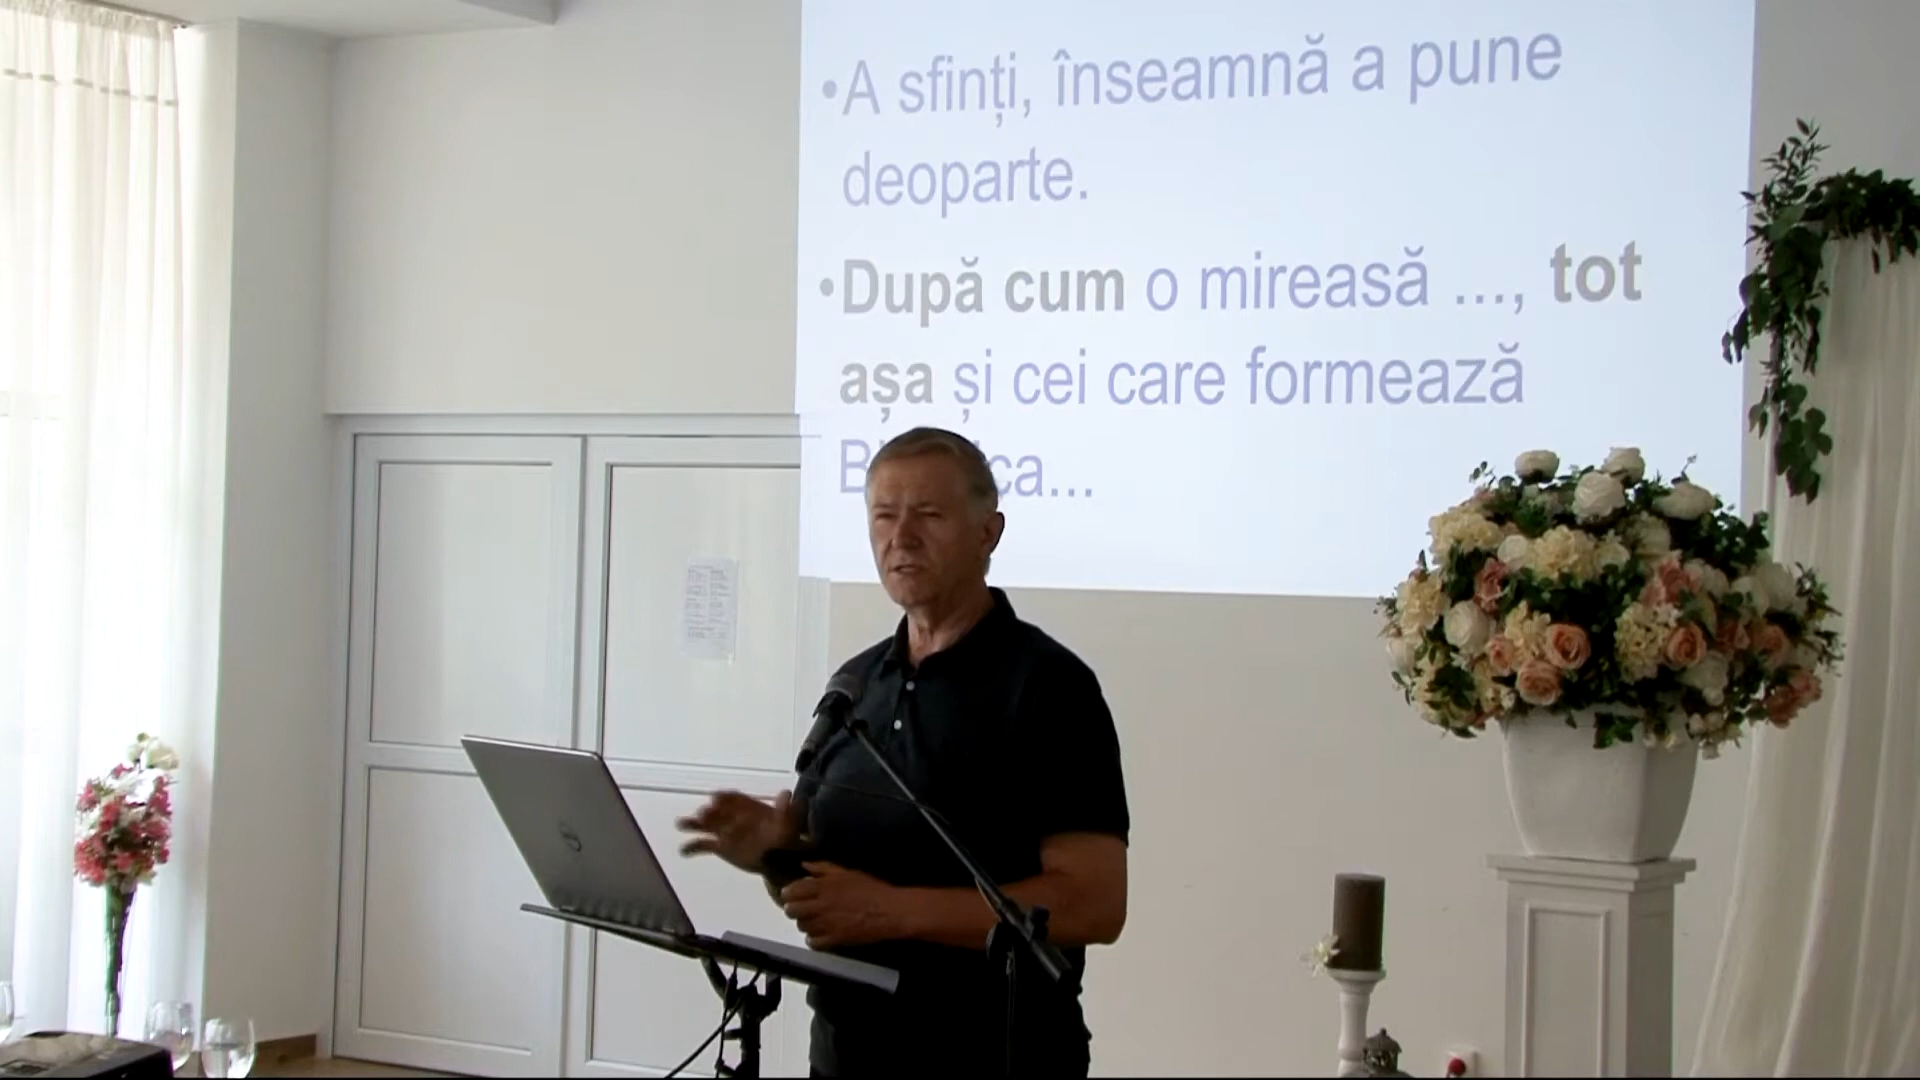 •A sfinți, înseamnă a pune
deoparte.
•După cum o mireasă ..., tot
așa și cei care formează